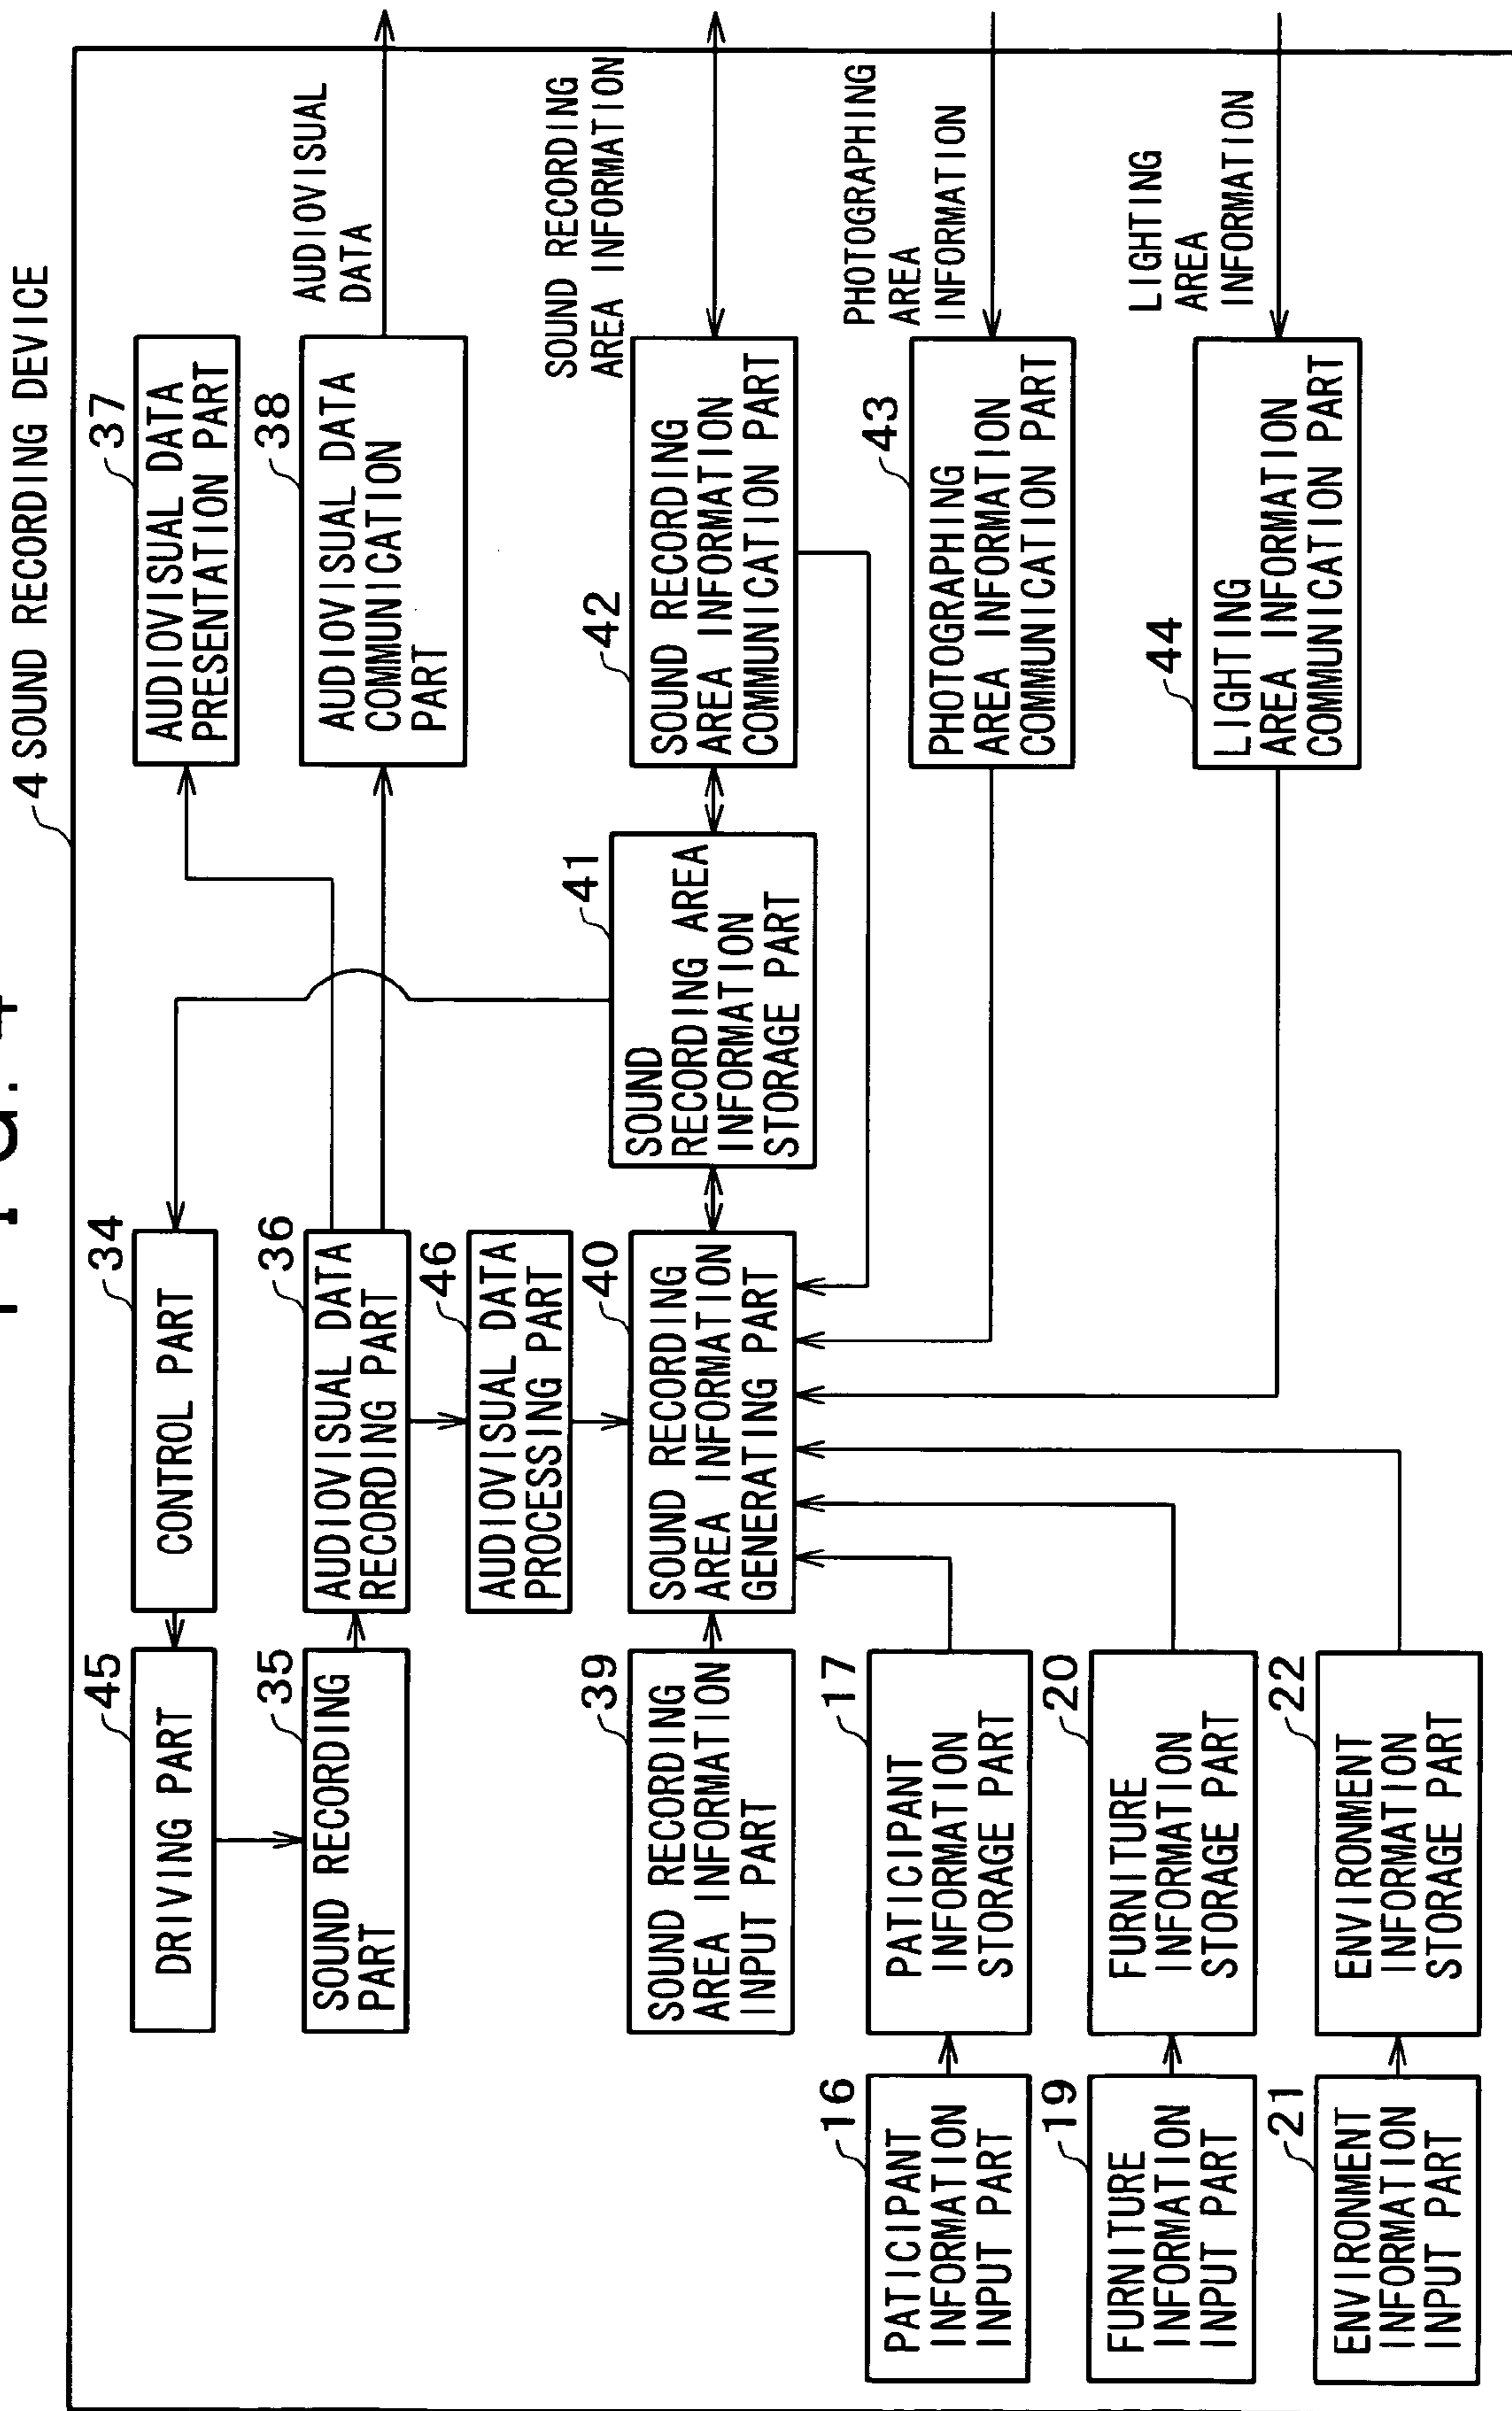 FIG. 4
4 SOUND RECORDING DEVICE
45
DRIVING PART
34
CONTROL PART
37
AUDIOVISUAL DATA
PRESENTATION PART
35
SOUND RECORDING
PART
36
AUDIOVISUAL DATA
RECORDING PART
38
AUDIOVISUAL DATA
COMMUNICATION
PART
AUDIOVISUAL
DATA
46
AUDIOVISUAL DATA
PROCESSING PART
39
SOUND RECORDING
AREA INFORMATION
INPUT PART
40
SOUND RECORDING
AREA INFORMATION
GENERATING PART
41
SOUND
RECORDING AREA
INFORMATION
STORAGE PART
42
SOUND RECORDING
AREA INFORMATION
COMMUNICATION PART
SOUND RECORDING
AREA INFORMATION
16
PATICIPANT
INFORMATION
INPUT PART
17
PATICIPANT
INFORMATION
STORAGE PART
43
PHOTOGRAPHING
AREA INFORMATION
COMMUNICATION PART
PHOTOGRAPHING
AREA
INFORMATION
19
FURNITURE
INFORMATION
INPUT PART
20
FURNITURE
INFORMATION
STORAGE PART
44
LIGHTING
AREA INFORMATION
COMMUNICATION PART
LIGHTING
AREA
INFORMATION
21
ENVIRONMENT
INFORMATION
INPUT PART
22
ENVIRONMENT
INFORMATION
STORAGE PART